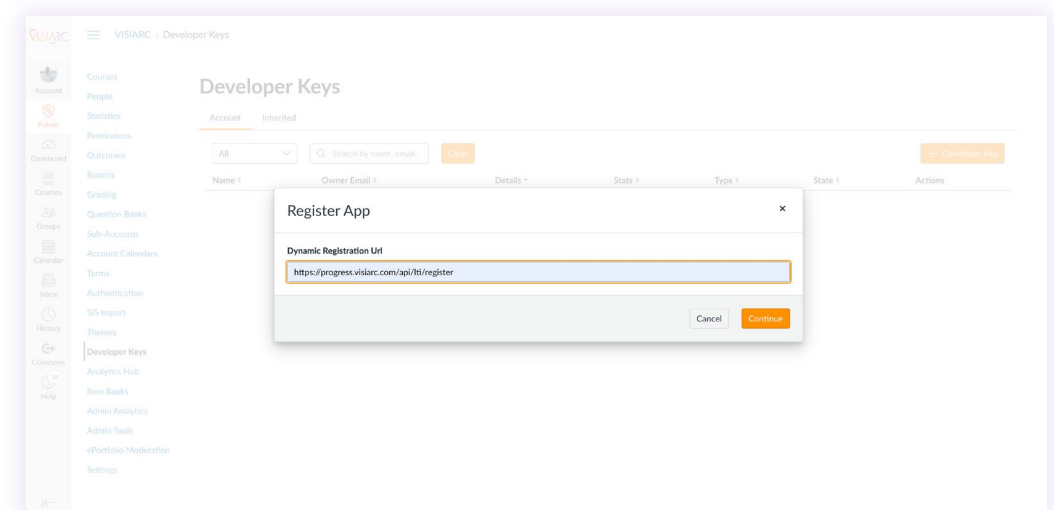 VISIARC
VISIARC › Developer Keys
Account
Admin
Dashboard
Courses
Groups
Calendar
Inbox
History
Commons
10
Help
Courses
People
Statistics
Permissions
Outcomes
Rubrics
Grading
Question Banks
Sub-Accounts
Account Calendars
Terms
Authentication
SIS Import
Themes
Developer Keys
Analytics Hub
Item Banks
Admin Analytics
Admin Tools
ePortfolio Moderation
Settings
Developer Keys
Account Inherited
All Search by name, email... Clear + Developer Key
Name Owner Email Details Stats Type State Actions
Register App ×
Dynamic Registration Url
https://progress.visiarc.com/api/lti/register
Cancel Continue